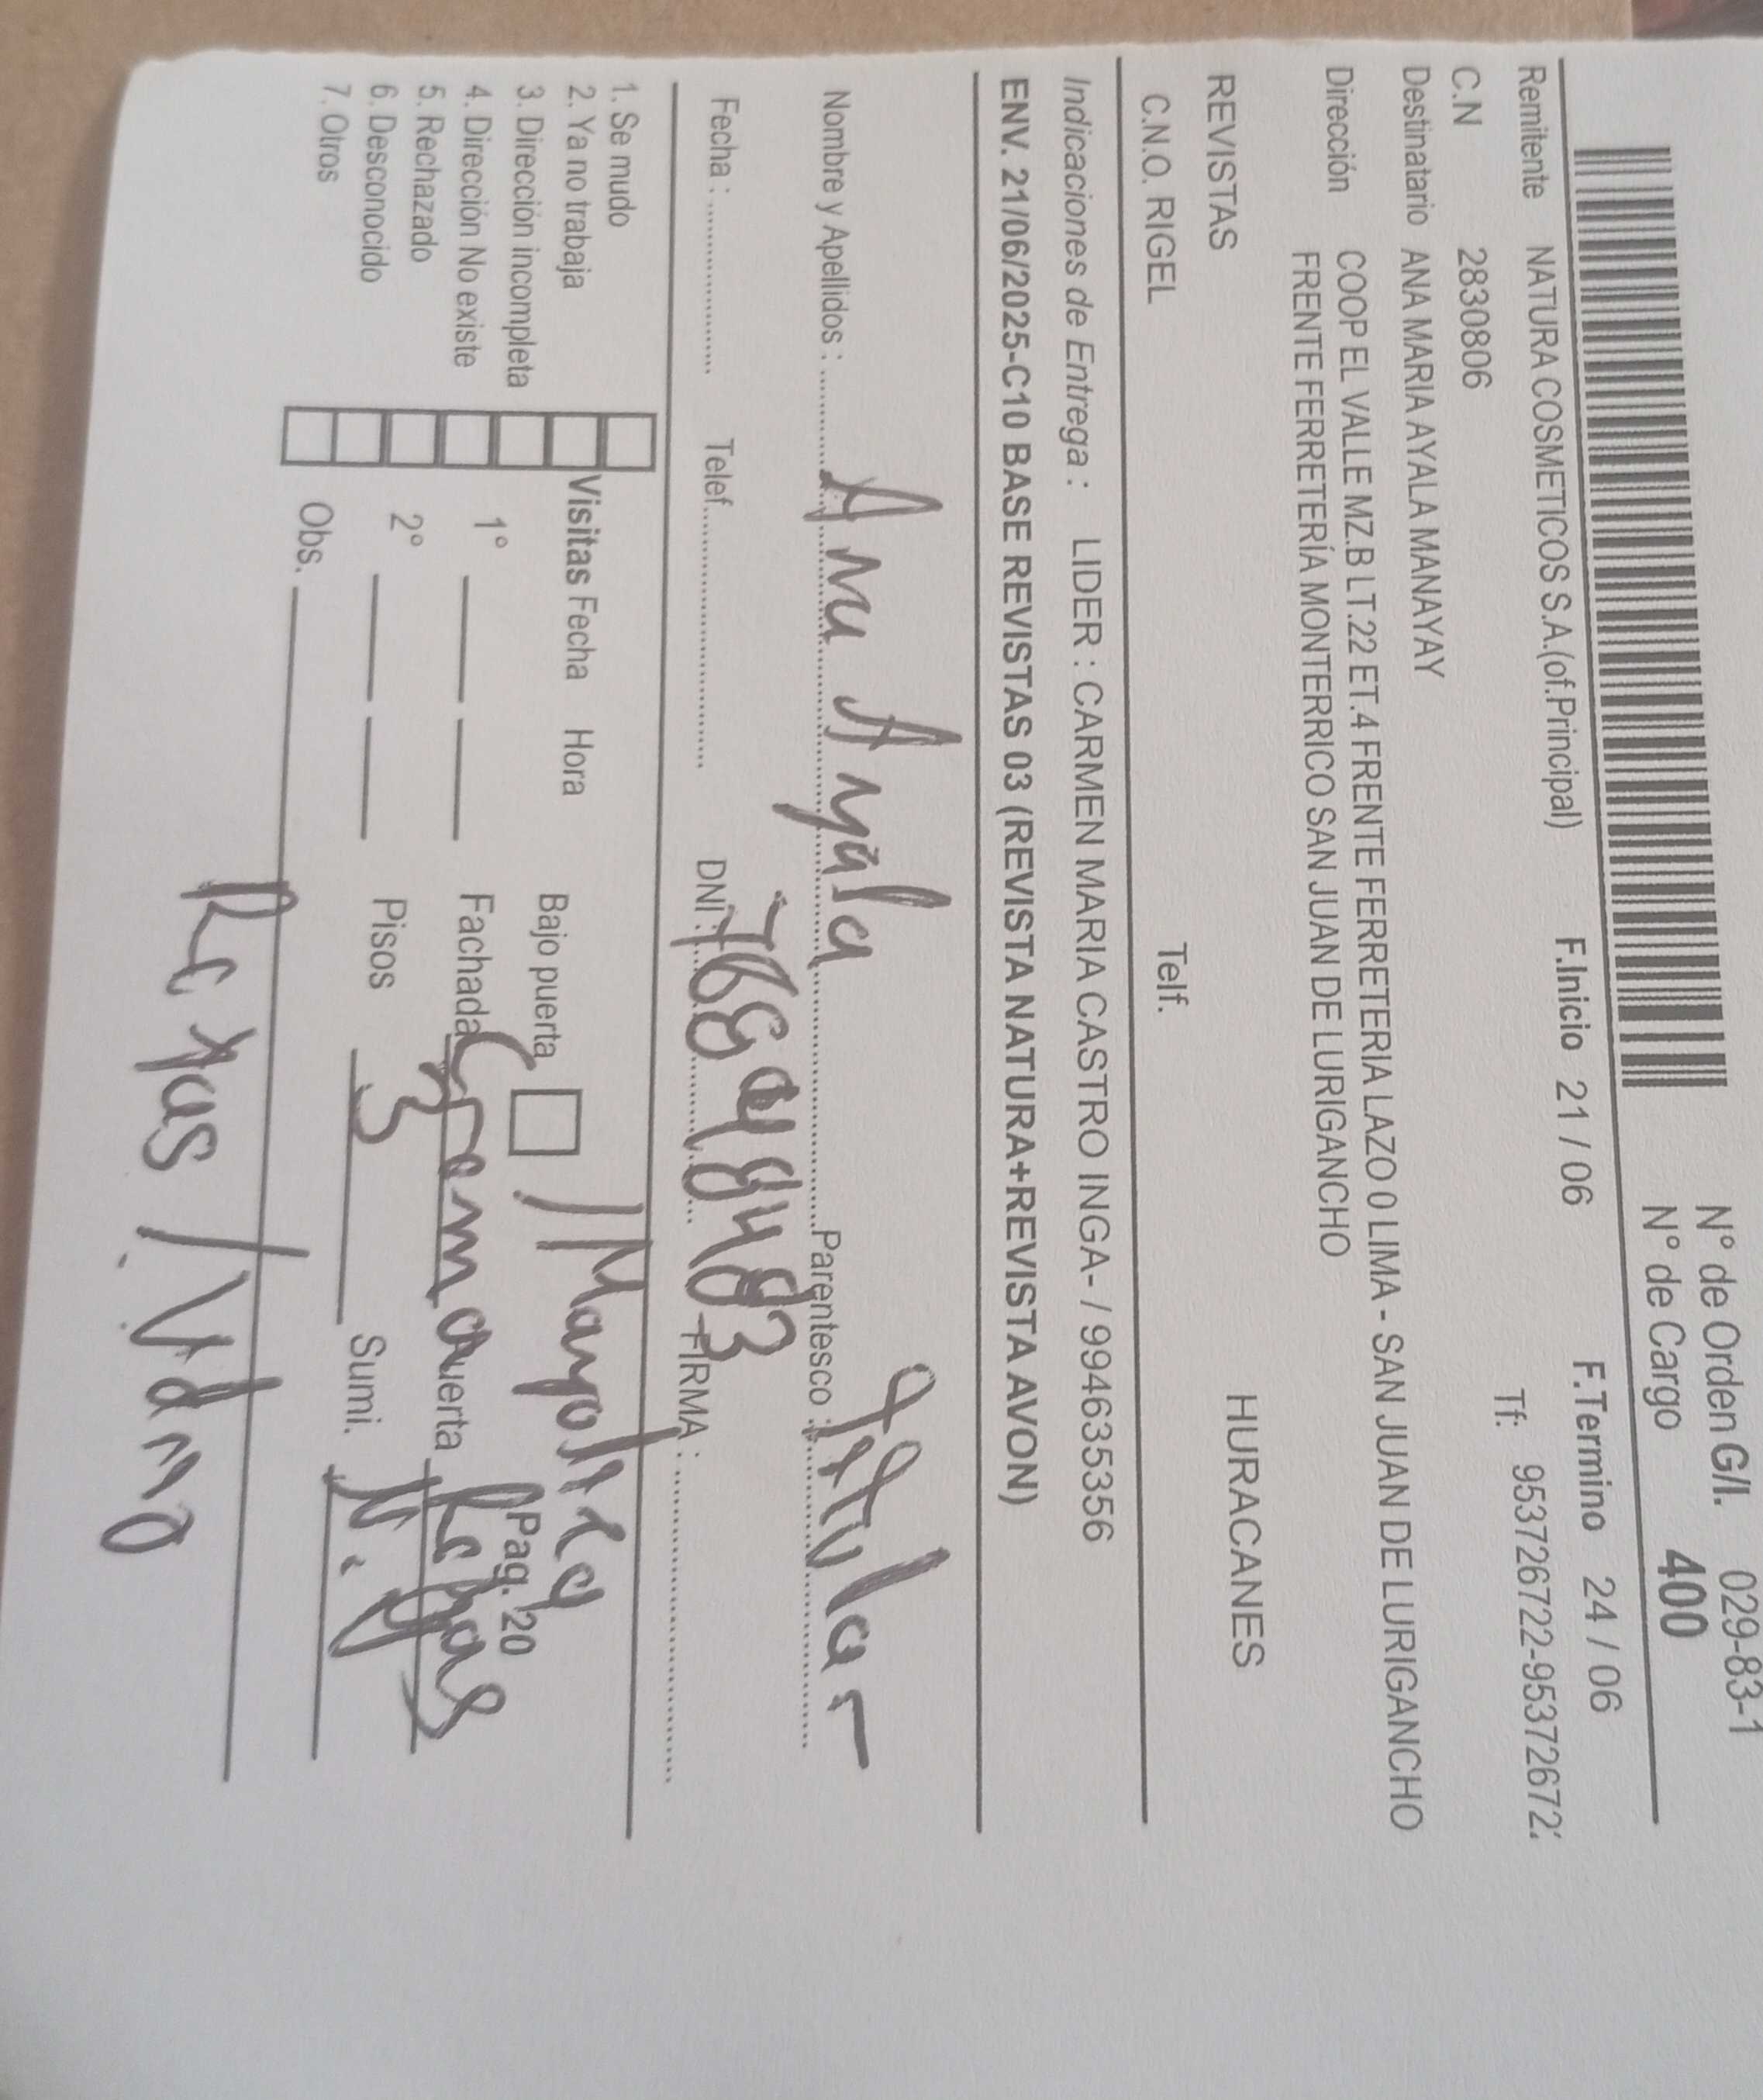 N° de Orden G/I. 029-83-1
N° de Cargo 400
F.Inicio 21 / 06 F.Termino 24 / 06
Remitente NATURA COSMETICOS S.A.(of.Principal)
C.N 2830806 Tf: 953726722-95372672
Destinatario ANA MARIA AYALA MANAYAY
Dirección COOP EL VALLE MZ.B LT.22 ET.4 FRENTE FERRETERIA LAZO 0 LIMA - SAN JUAN DE LURIGANCHO
FRENTE FERRETERÍA MONTERRICO SAN JUAN DE LURIGANCHO
REVISTAS HURACANES
C.N.O. RIGEL Telf.
Indicaciones de Entrega : LIDER : CARMEN MARIA CASTRO INGA- / 994635356
ENV. 21/06/2025-C10 BASE REVISTAS 03 (REVISTA NATURA+REVISTA AVON)
Nombre y Apellidos : Ana Ayala Parentesco : titular
Fecha : Telef. DNI : FIRMA :
1. Se mudo
2. Ya no trabaja Visitas Fecha Hora Bajo puerta / Mayolica
3. Dirección incompleta Pag. 20
4. Dirección No existe 1° Fachada Crema Puerta Rejas
5. Rechazado 2° Pisos 3 Sumi. N.
6. Desconocido
7. Otros Obs.
Rejas /